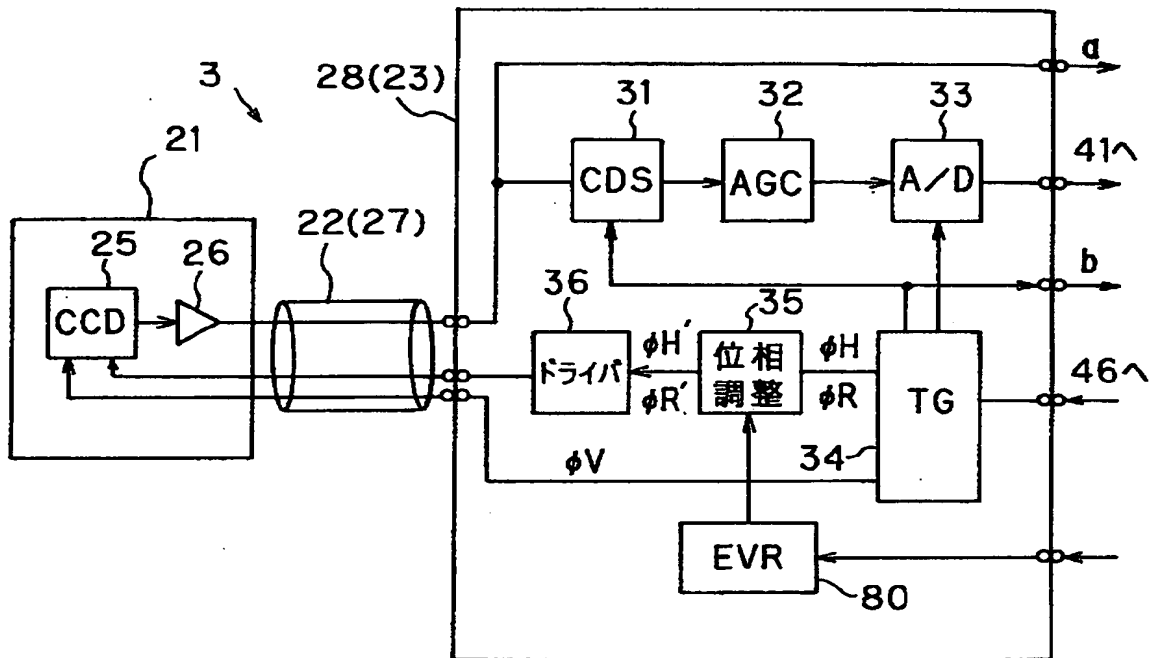 a
3
28(23)
31
32
33
41へ
21
CDS
AGC
A/D
22(27)
25
26
b
CCD
36
35
φH′
位相
調整
φH
46へ
ドライバ
φR′
φR
TG
34
φV
EVR
80